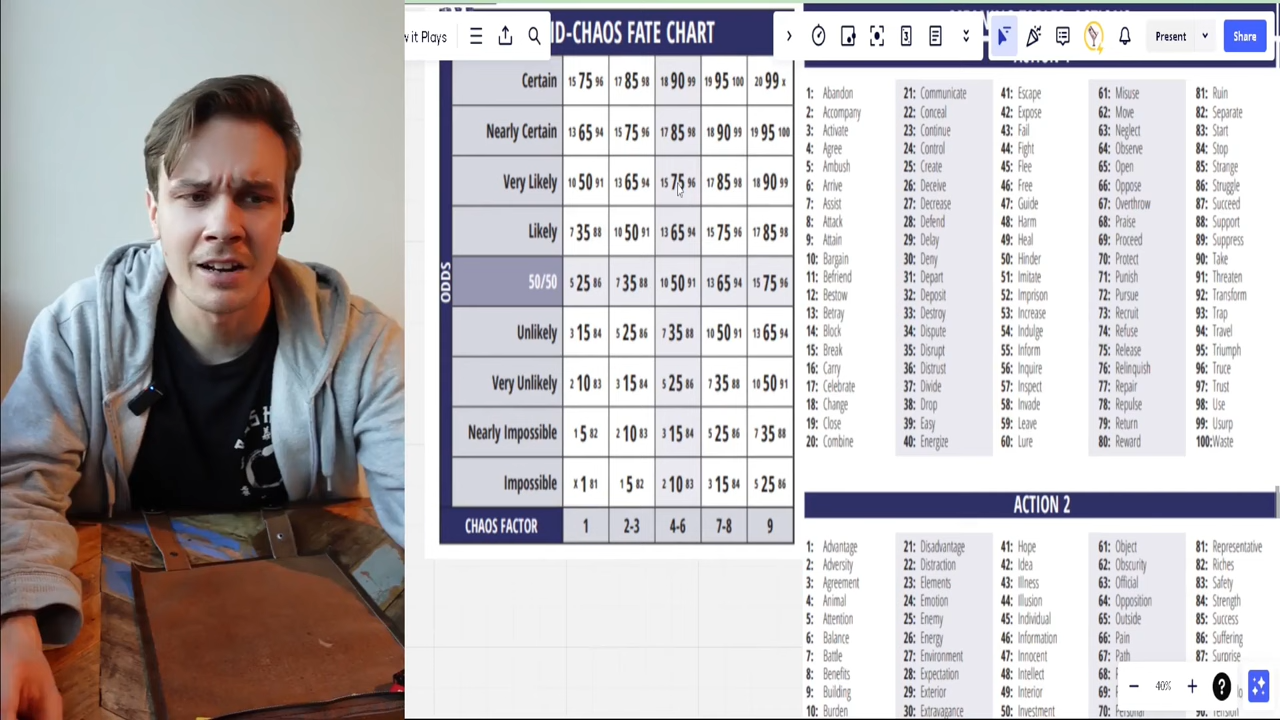 w it Plays
ID-CHAOS FATE CHART
Present
Share
ODDS
Certain 15 75 96 17 85 98 18 90 99 19 95 100 20 99 x
Nearly Certain 13 65 94 15 75 96 17 85 98 18 90 99 19 95 100
Very Likely 10 50 91 13 65 94 15 75 96 17 85 98 18 90 99
Likely 7 35 88 10 50 91 13 65 94 15 75 96 17 85 98
50/50 5 25 86 7 35 88 10 50 91 13 65 94 15 75 96
Unlikely 3 15 84 5 25 86 7 35 88 10 50 91 13 65 94
Very Unlikely 2 10 83 3 15 84 5 25 86 7 35 88 10 50 91
Nearly Impossible 1 5 82 2 10 83 3 15 84 5 25 86 7 35 88
Impossible x 1 81 1 5 82 2 10 83 3 15 84 5 25 86
CHAOS FACTOR 1 2-3 4-6 7-8 9
1: Abandon 21: Communicate 41: Escape 61: Misuse 81: Ruin
2: Accompany 22: Conceal 42: Expose 62: Move 82: Separate
3: Activate 23: Continue 43: Fail 63: Neglect 83: Start
4: Agree 24: Control 44: Fight 64: Observe 84: Stop
5: Ambush 25: Create 45: Flee 65: Open 85: Strange
6: Arrive 26: Deceive 46: Free 66: Oppose 86: Struggle
7: Assist 27: Decrease 47: Guide 67: Overthrow 87: Succeed
8: Attack 28: Defend 48: Harm 68: Praise 88: Support
9: Attain 29: Delay 49: Heal 69: Proceed 89: Suppress
10: Bargain 30: Deny 50: Hinder 70: Protect 90: Take
11: Befriend 31: Depart 51: Imitate 71: Punish 91: Threaten
12: Bestow 32: Deposit 52: Imprison 72: Pursue 92: Transform
13: Betray 33: Destroy 53: Increase 73: Recruit 93: Trap
14: Block 34: Dispute 54: Indulge 74: Refuse 94: Travel
15: Break 35: Disrupt 55: Inform 75: Release 95: Triumph
16: Carry 36: Distrust 56: Inquire 76: Relinquish 96: Truce
17: Celebrate 37: Divide 57: Inspect 77: Repair 97: Trust
18: Change 38: Drop 58: Invade 78: Repulse 98: Use
19: Close 39: Easy 59: Leave 79: Return 99: Usurp
20: Combine 40: Energize 60: Lure 80: Reward 100: Waste
ACTION 2
1: Advantage 21: Disadvantage 41: Hope 61: Object 81: Representative
2: Adversity 22: Distraction 42: Idea 62: Obscurity 82: Riches
3: Agreement 23: Elements 43: Illness 63: Official 83: Safety
4: Animal 24: Emotion 44: Illusion 64: Opposition 84: Strength
5: Attention 25: Enemy 45: Individual 65: Outside 85: Success
6: Balance 26: Energy 46: Information 66: Pain 86: Suffering
7: Battle 27: Environment 47: Innocent 67: Path 87: Surprise
8: Benefits 28: Expectation 48: Intellect 68:
9: Building 29: Exterior 49: Interior 69:
10: Burden 30: Extravagance 50: Investment 70: Personal
40%